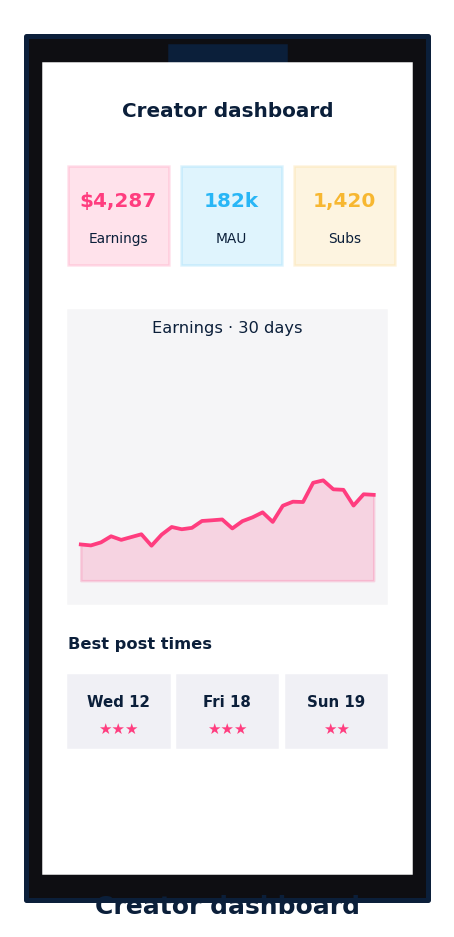 Creator dashboard
$4,287 182k 1,420
Earnings MAU Subs
Earnings · 30 days
Best post times
Wed 12 Fri 18 Sun 19
★★★ ★★★ ★★
Creator dashboard